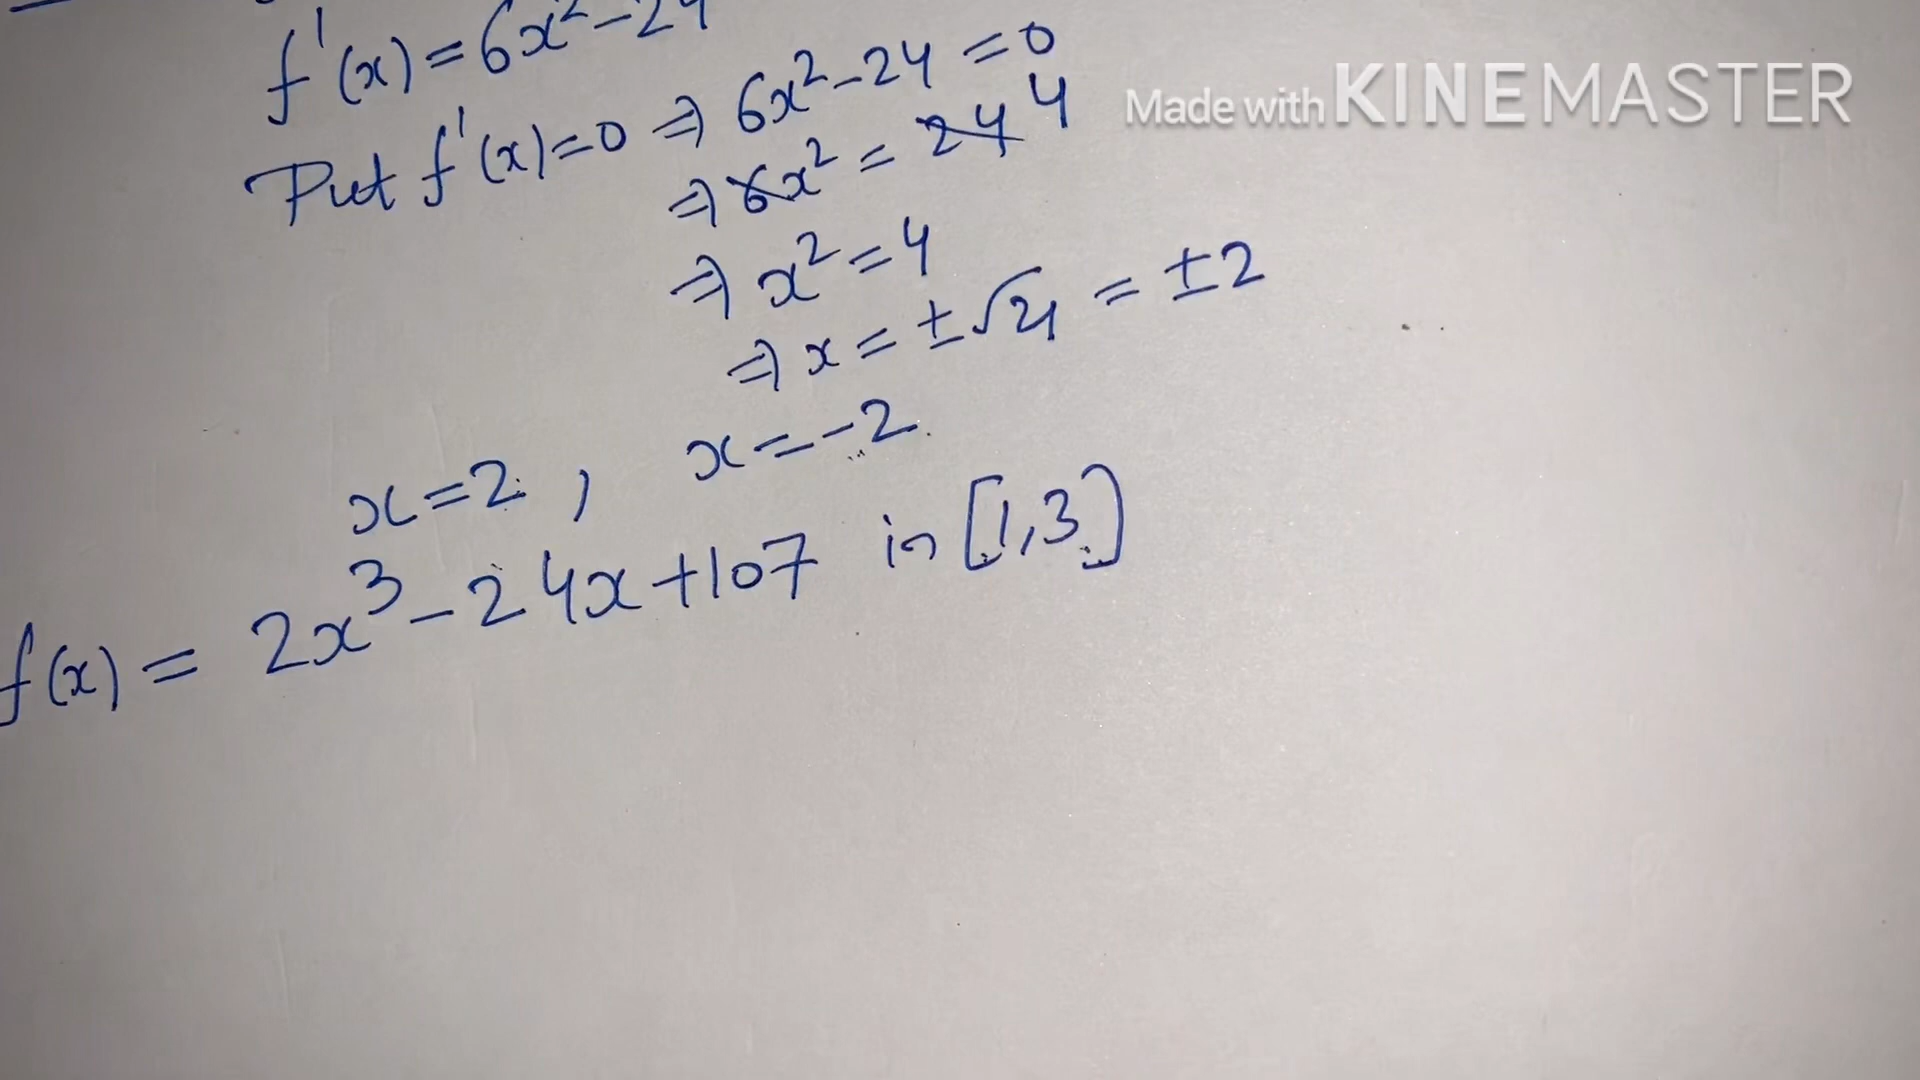 f'(x) = 6x² - 24
Put f'(x) = 0 ⇒ 6x² - 24 = 0
⇒ 6x² = 24 4
⇒ x² = 4
⇒ x = ±√4 = ±2
x = 2 , x = -2
f(x) = 2x³ - 24x + 107 in [1,3]
Made with KINEMASTER